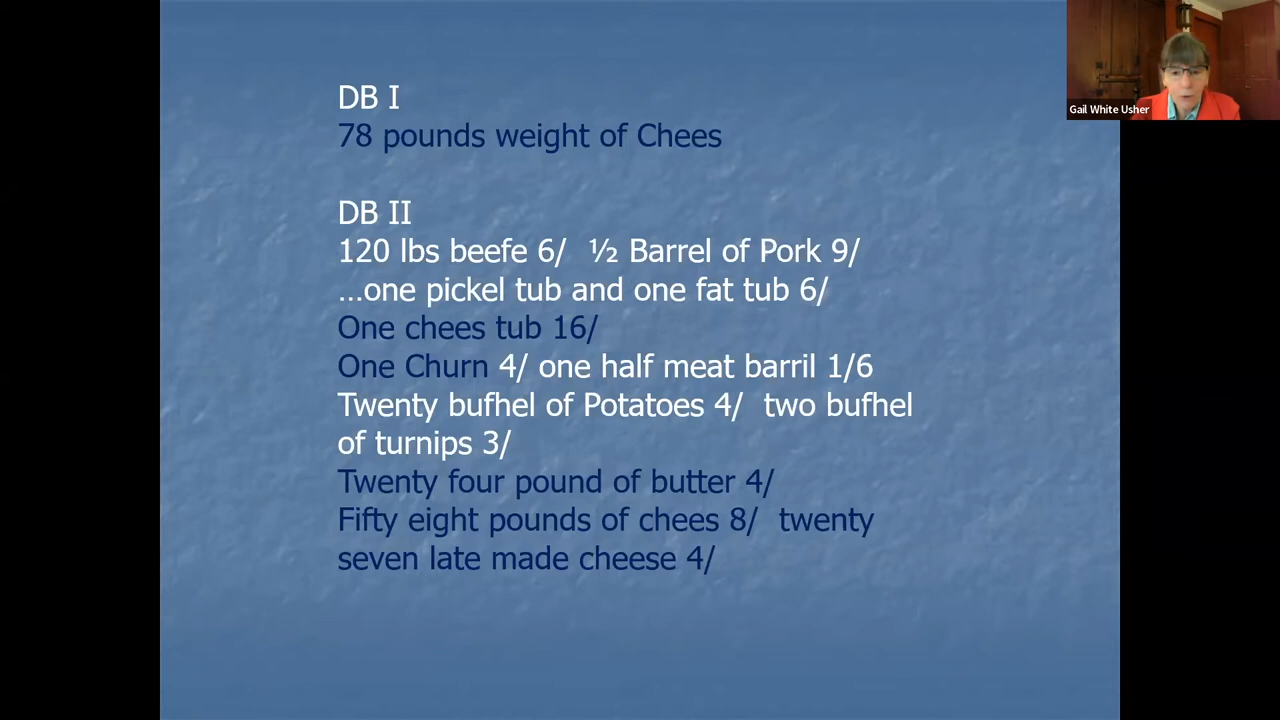 DB I
78 pounds weight of Chees
DB II
120 lbs beefe 6/ ½ Barrel of Pork 9/
…one pickel tub and one fat tub 6/
One chees tub 16/
One Churn 4/ one half meat barril 1/6
Twenty bufhel of Potatoes 4/ two bufhel
of turnips 3/
Twenty four pound of butter 4/
Fifty eight pounds of chees 8/ twenty
seven late made cheese 4/
Gail White Usher